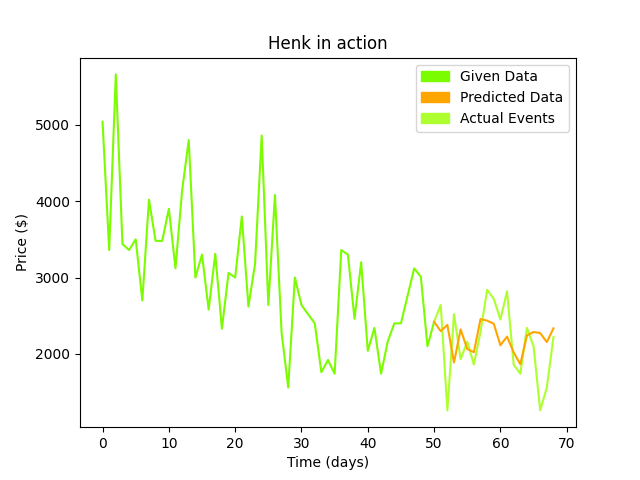 Henk in action
Given Data
Predicted Data
Actual Events
Price ($)
5000
4000
3000
2000
0 10 20 30 40 50 60 70
Time (days)